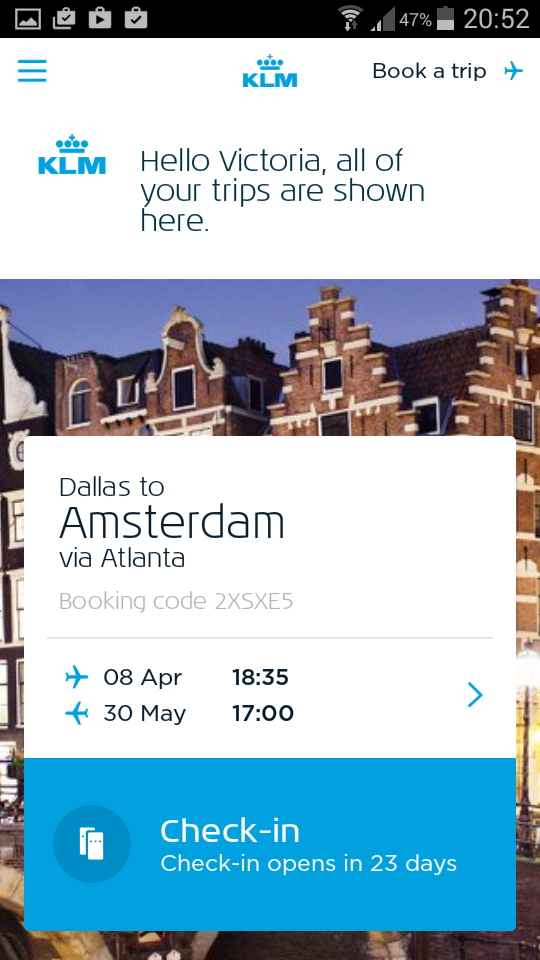 47% 20:52
KLM
Book a trip
KLM
Hello Victoria, all of
your trips are shown
here.
Dallas to
Amsterdam
via Atlanta
Booking code 2XSXE5
08 Apr 18:35
30 May 17:00
Check-in
Check-in opens in 23 days